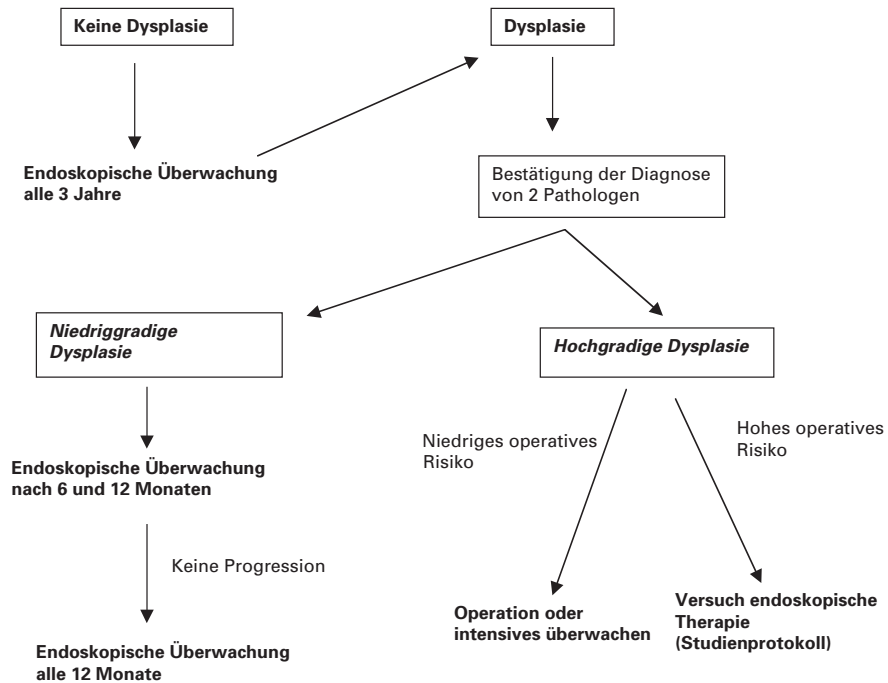 Keine Dysplasie
Dysplasie
Endoskopische Überwachung
alle 3 Jahre
Bestätigung der Diagnose
von 2 Pathologen
Niedriggradige
Dysplasie
Hochgradige Dysplasie
Niedriges operatives
Risiko
Hohes operatives
Risiko
Endoskopische Überwachung
nach 6 und 12 Monaten
Keine Progression
Operation oder
intensives überwachen
Versuch endoskopische
Therapie
(Studienprotokoll)
Endoskopische Überwachung
alle 12 Monate